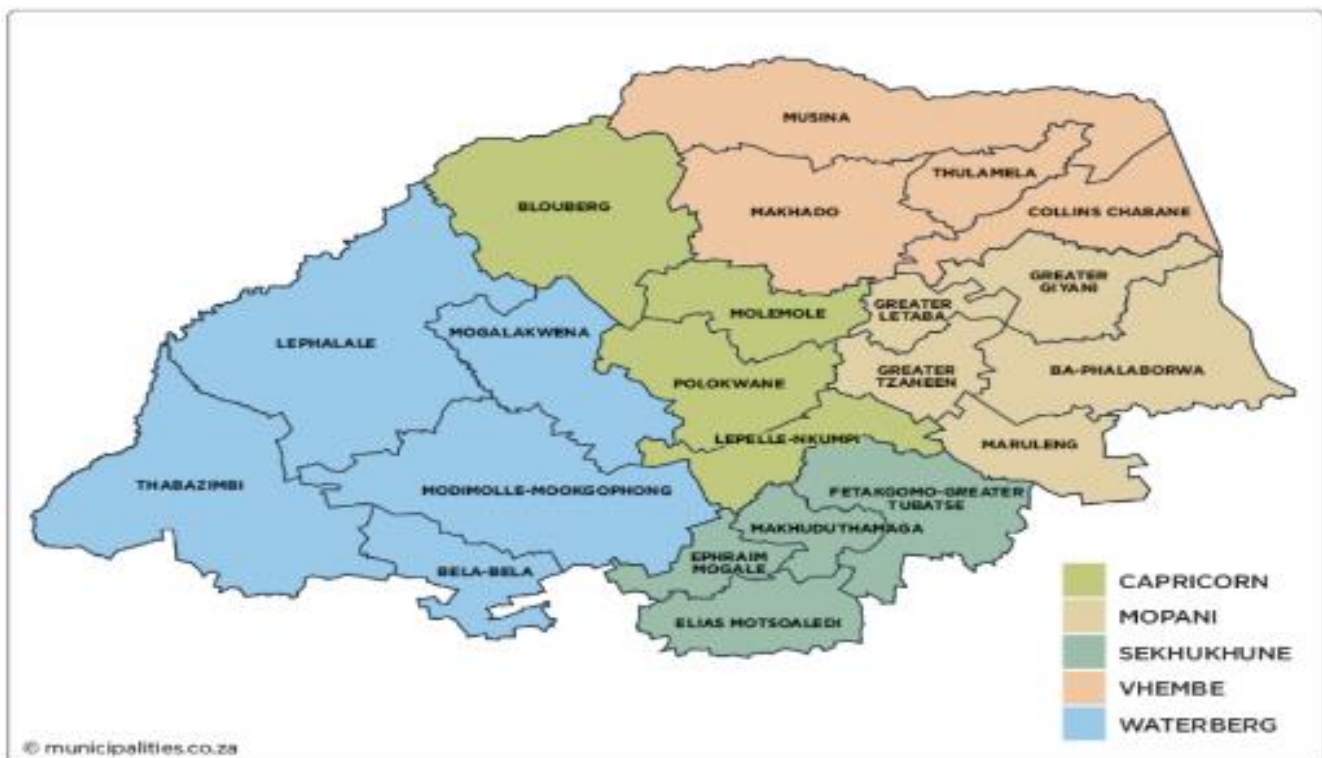 MUSINA
THULAMELA
BLOUBERG
MAKHADO
COLLINS CHABANE
GREATER
GIYANI
GREATER
LETABA
MOLEMOLE
MOGALAKWENA
LEPHALALE
GREATER
TZANEEN
BA-PHALABORWA
POLOKWANE
LEPELLE-NKUMPI
MARULENG
THABAZIMBI
MODIMOLLE-MOOKGOPHONG
FETAKGOMO-GREATER
TUBATSE
MAKHUDUTHAMAGA
EPHRAIM
MOGALE
BELA-BELA
ELIAS MOTSOALEDI
CAPRICORN
MOPANI
SEKHUKHUNE
VHEMBE
WATERBERG
© municipalities.co.za